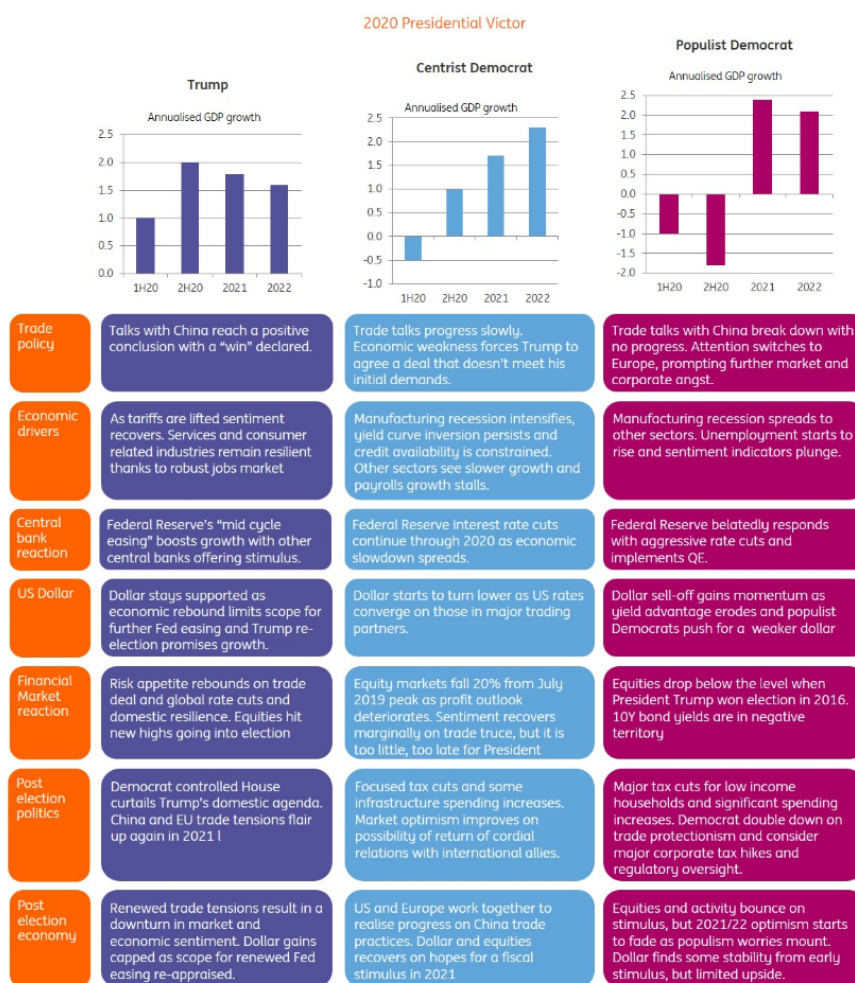 2020 Presidential Victor
Trump
Annualised GDP growth
2.5
2.0
1.5
1.0
0.5
0.0
1H20 2H20 2021 2022
Centrist Democrat
Annualised GDP growth
2.5
2.0
1.5
1.0
0.5
0.0
-0.5
-1.0
1H20 2H20 2021 2022
Populist Democrat
Annualised GDP growth
2.5
2.0
1.5
1.0
0.5
0.0
-0.5
-1.0
-1.5
-2.0
1H20 2H20 2021 2022
Trade
policy
Talks with China reach a positive
conclusion with a “win” declared.
Trade talks progress slowly.
Economic weakness forces Trump to
agree a deal that doesn’t meet his
initial demands.
Trade talks with China break down with
no progress. Attention switches to
Europe, prompting further market and
corporate angst.
Economic
drivers
As tariffs are lifted sentiment
recovers. Services and consumer
related industries remain resilient
thanks to robust jobs market
Manufacturing recession intensifies,
yield curve inversion persists and
credit availability is constrained.
Other sectors see slower growth and
payrolls growth stalls.
Manufacturing recession spreads to
other sectors. Unemployment starts to
rise and sentiment indicators plunge.
Central
bank
reaction
Federal Reserve’s “mid cycle
easing” boosts growth with other
central banks offering stimulus.
Federal Reserve interest rate cuts
continue through 2020 as economic
slowdown spreads.
Federal Reserve belatedly responds
with aggressive rate cuts and
implements QE.
US Dollar
Dollar stays supported as
economic rebound limits scope for
further Fed easing and Trump re-
election promises growth.
Dollar starts to turn lower as US rates
converge on those in major trading
partners.
Dollar sell-off gains momentum as
yield advantage erodes and populist
Democrats push for a weaker dollar
Financial
Market
reaction
Risk appetite rebounds on trade
deal and global rate cuts and
domestic resilience. Equities hit
new highs going into election
Equity markets fall 20% from July
2019 peak as profit outlook
deteriorates. Sentiment recovers
marginally on trade truce, but it is
too little, too late for President
Equities drop below the level when
President Trump won election in 2016.
10Y bond yields are in negative
territory
Post
election
politics
Democrat controlled House
curtails Trump’s domestic agenda.
China and EU trade tensions flair
up again in 2021 l
Focused tax cuts and some
infrastructure spending increases.
Market optimism improves on
possibility of return of cordial
relations with international allies.
Major tax cuts for low income
households and significant spending
increases. Democrat double down on
trade protectionism and consider
major corporate tax hikes and
regulatory oversight.
Post
election
economy
Renewed trade tensions result in a
downturn in market and
economic sentiment. Dollar gains
capped as scope for renewed Fed
easing re-appraised.
US and Europe work together to
realise progress on China trade
practices. Dollar and equities
recovers on hopes for a fiscal
stimulus in 2021
Equities and activity bounce on
stimulus, but 2021/22 optimism starts
to fade as populism worries mount.
Dollar finds some stability from early
stimulus, but limited upside.